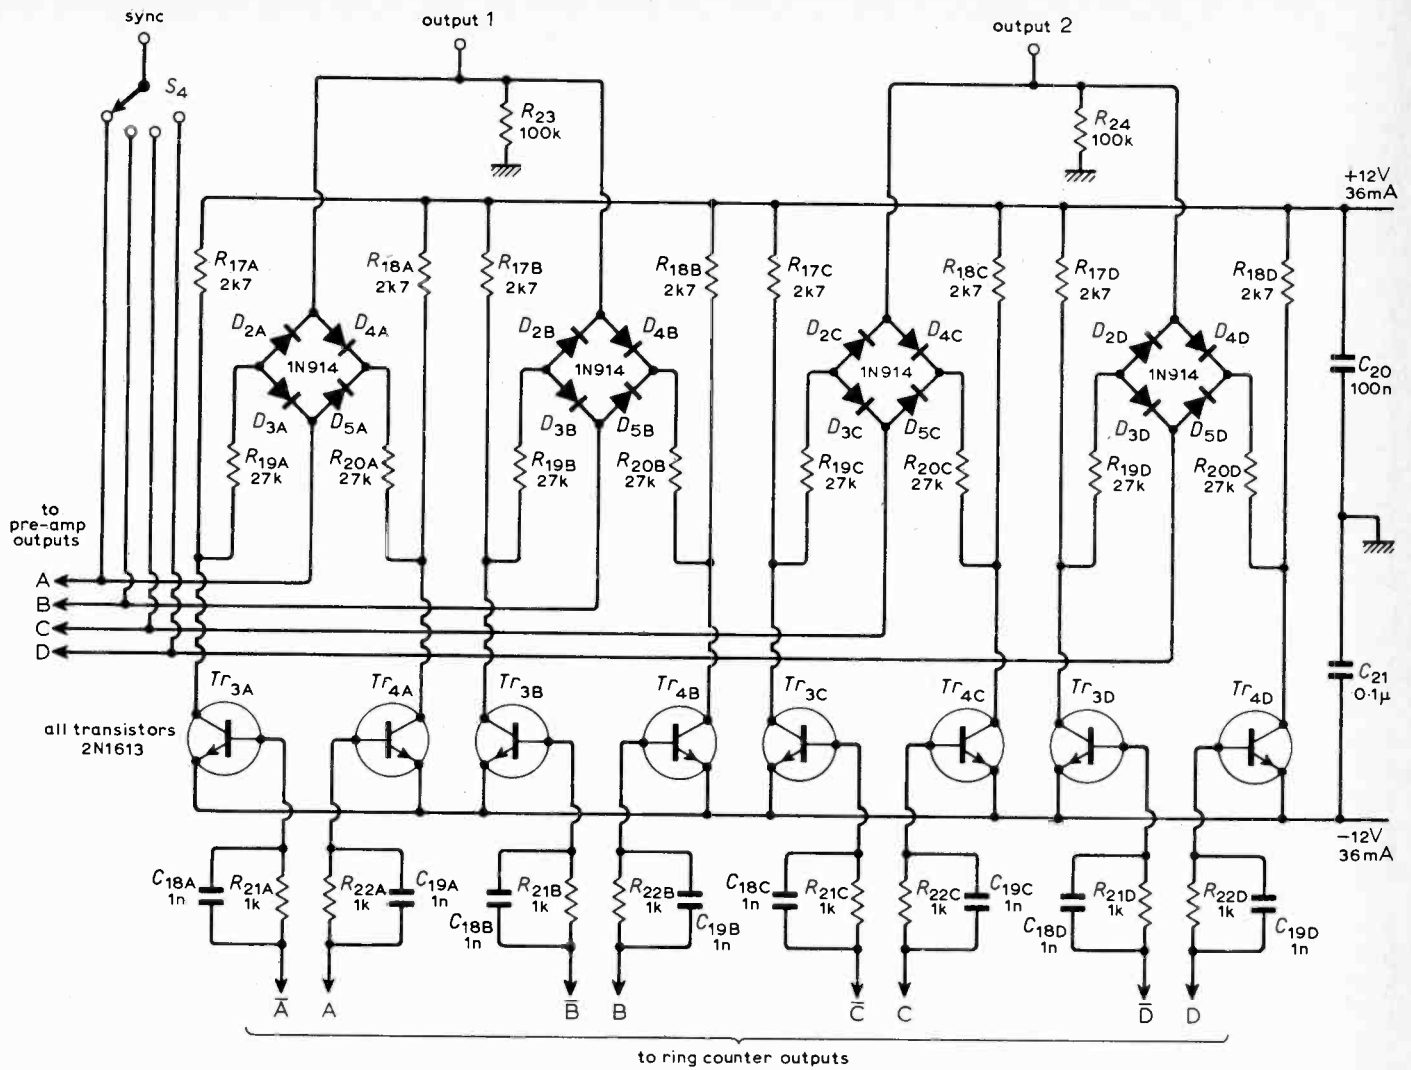 sync
output 1
output 2
S4
R23
100k
R24
100k
+12V
36mA
R17A
2k7
R18A
2k7
R17B
2k7
R18B
2k7
R17C
2k7
R18C
2k7
R17D
2k7
R18D
2k7
D2A
D4A
D2B
D4B
D2C
D4C
D2D
D4D
1N914
1N914
1N914
1N914
C20
100n
D3A
D5A
D3B
D5B
D3C
D5C
D3D
D5D
R19A
27k
R20A
27k
R19B
27k
R20B
27k
R19C
27k
R20C
27k
R19D
27k
R20D
27k
to
pre-amp
outputs
A
B
C
D
Tr3A
Tr4A
Tr3B
Tr4B
Tr3C
Tr4C
Tr3D
Tr4D
C21
0·1μ
all transistors
2N1613
−12V
36mA
C18A
1n
R21A
1k
R22A
1k
C19A
1n
C18B
1n
R21B
1k
R22B
1k
C19B
1n
C18C
1n
R21C
1k
R22C
1k
C19C
1n
C18D
1n
R21D
1k
R22D
1k
C19D
1n
A̅ A B̅ B C̅ C D̅ D
to ring counter outputs